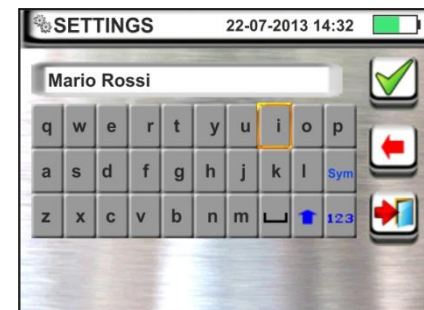 SETTINGS 22-07-2013 14:32
Mario Rossi
q w e r t y u i o p
a s d f g h j k l Sym
z x c v b n m 123